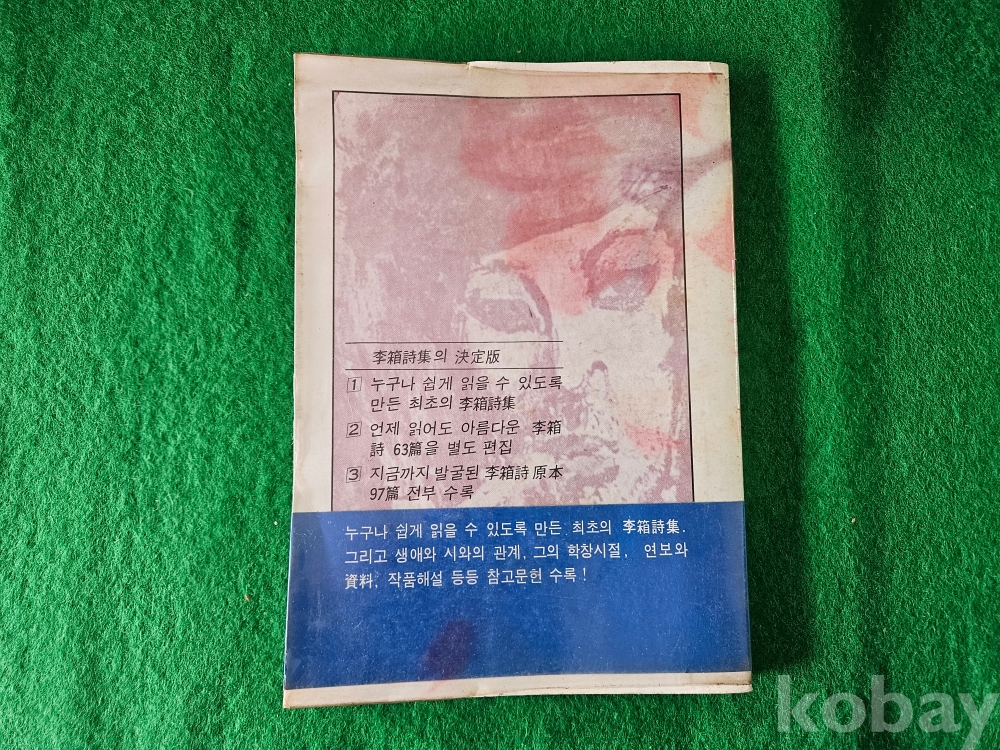 李箱詩集의 決定版
1 누구나 쉽게 읽을 수 있도록
만든 최초의 李箱詩集
2 언제 읽어도 아름다운 李箱
詩 63篇을 별도 편집
3 지금까지 발굴된 李箱詩 原本
97篇 전부 수록
누구나 쉽게 읽을 수 있도록 만든 최초의 李箱詩集.
그리고 생애와 시와의 관계, 그의 학창시절, 연보와
資料, 작품해설 등등 참고문헌 수록!
kobay